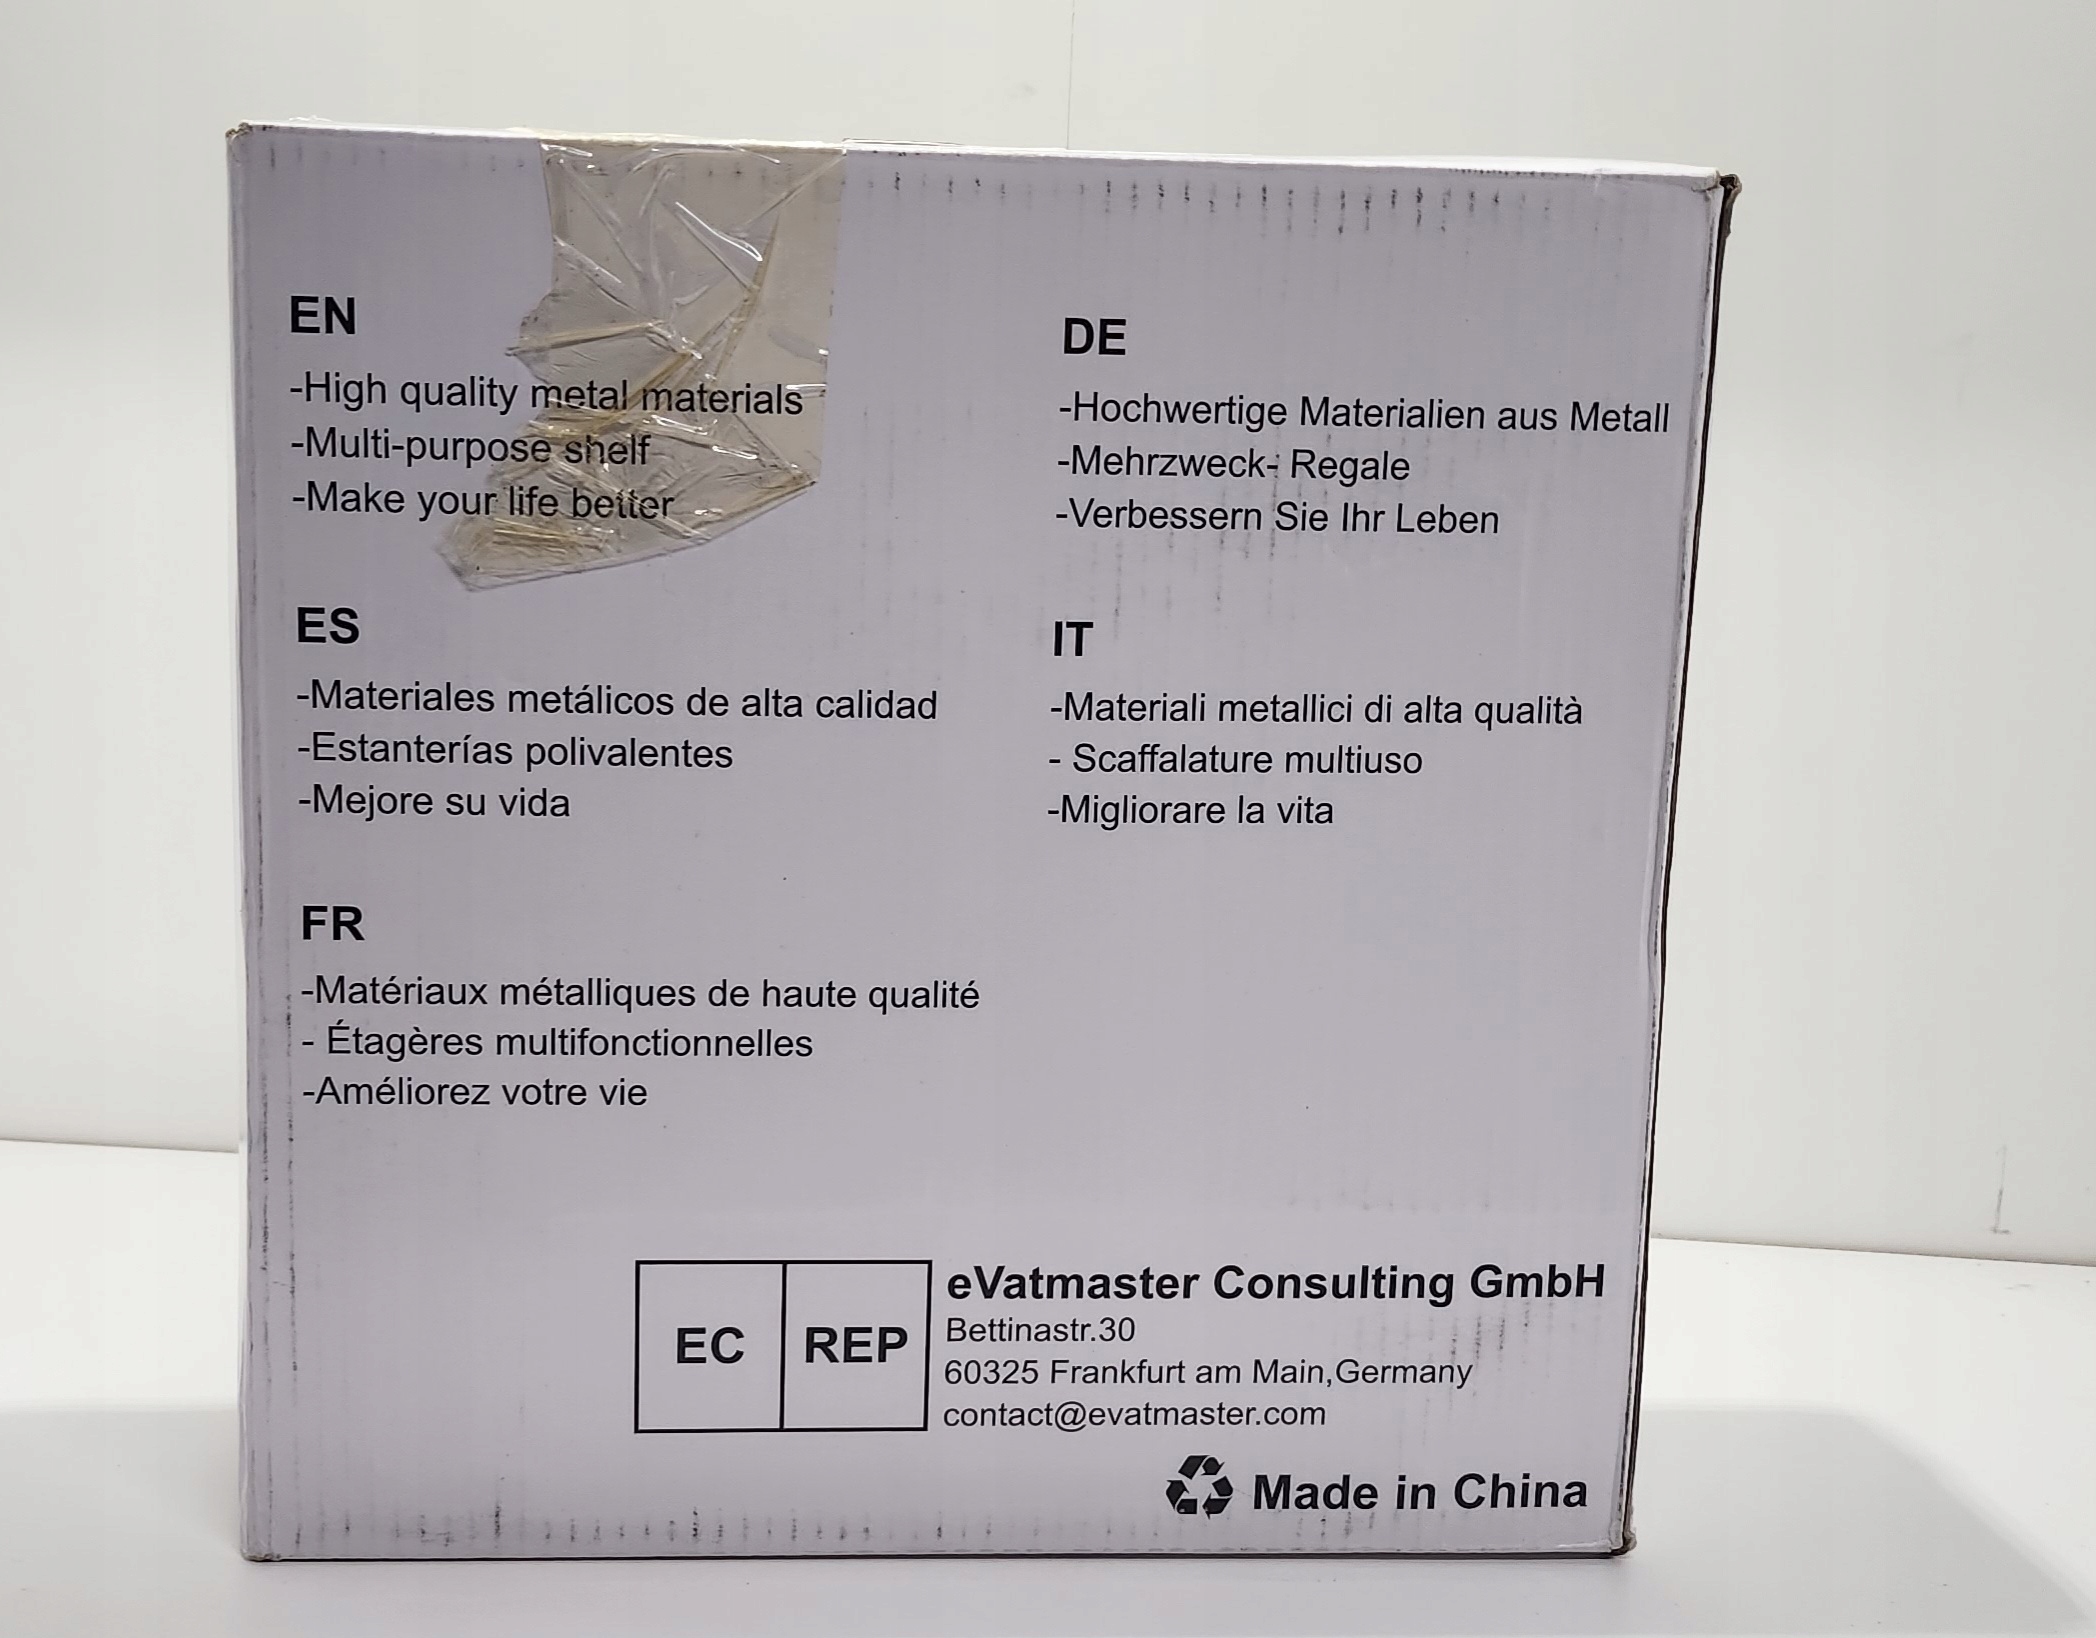 EN
-High quality metal materials
-Multi-purpose shelf
-Make your life better
DE
-Hochwertige Materialien aus Metall
-Mehrzweck- Regale
-Verbessern Sie Ihr Leben
ES
-Materiales metálicos de alta calidad
-Estanterías polivalentes
-Mejore su vida
IT
-Materiali metallici di alta qualità
- Scaffalature multiuso
-Migliorare la vita
FR
-Matériaux métalliques de haute qualité
- Étagères multifonctionnelles
-Améliorez votre vie
EC REP
eVatmaster Consulting GmbH
Bettinastr.30
60325 Frankfurt am Main,Germany
contact@evatmaster.com
Made in China